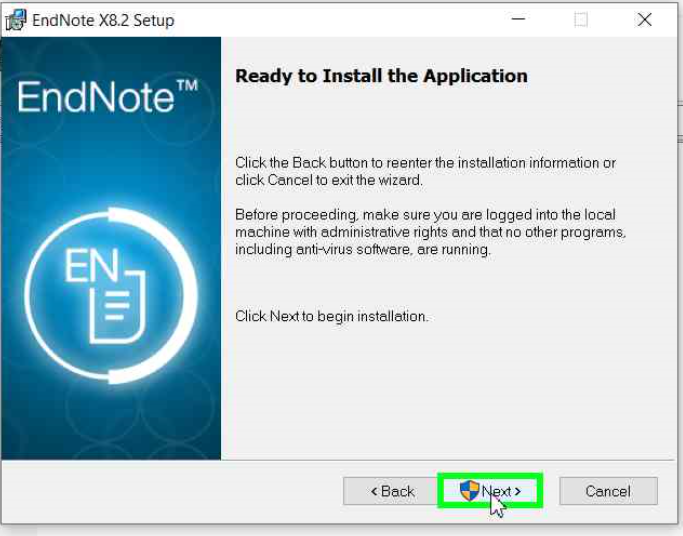 EndNote X8.2 Setup
EndNote™
Ready to Install the Application
Click the Back button to reenter the installation information or
click Cancel to exit the wizard.
Before proceeding, make sure you are logged into the local
machine with administrative rights and that no other programs,
including anti-virus software, are running.
EN
Click Next to begin installation.
< Back
Next >
Cancel